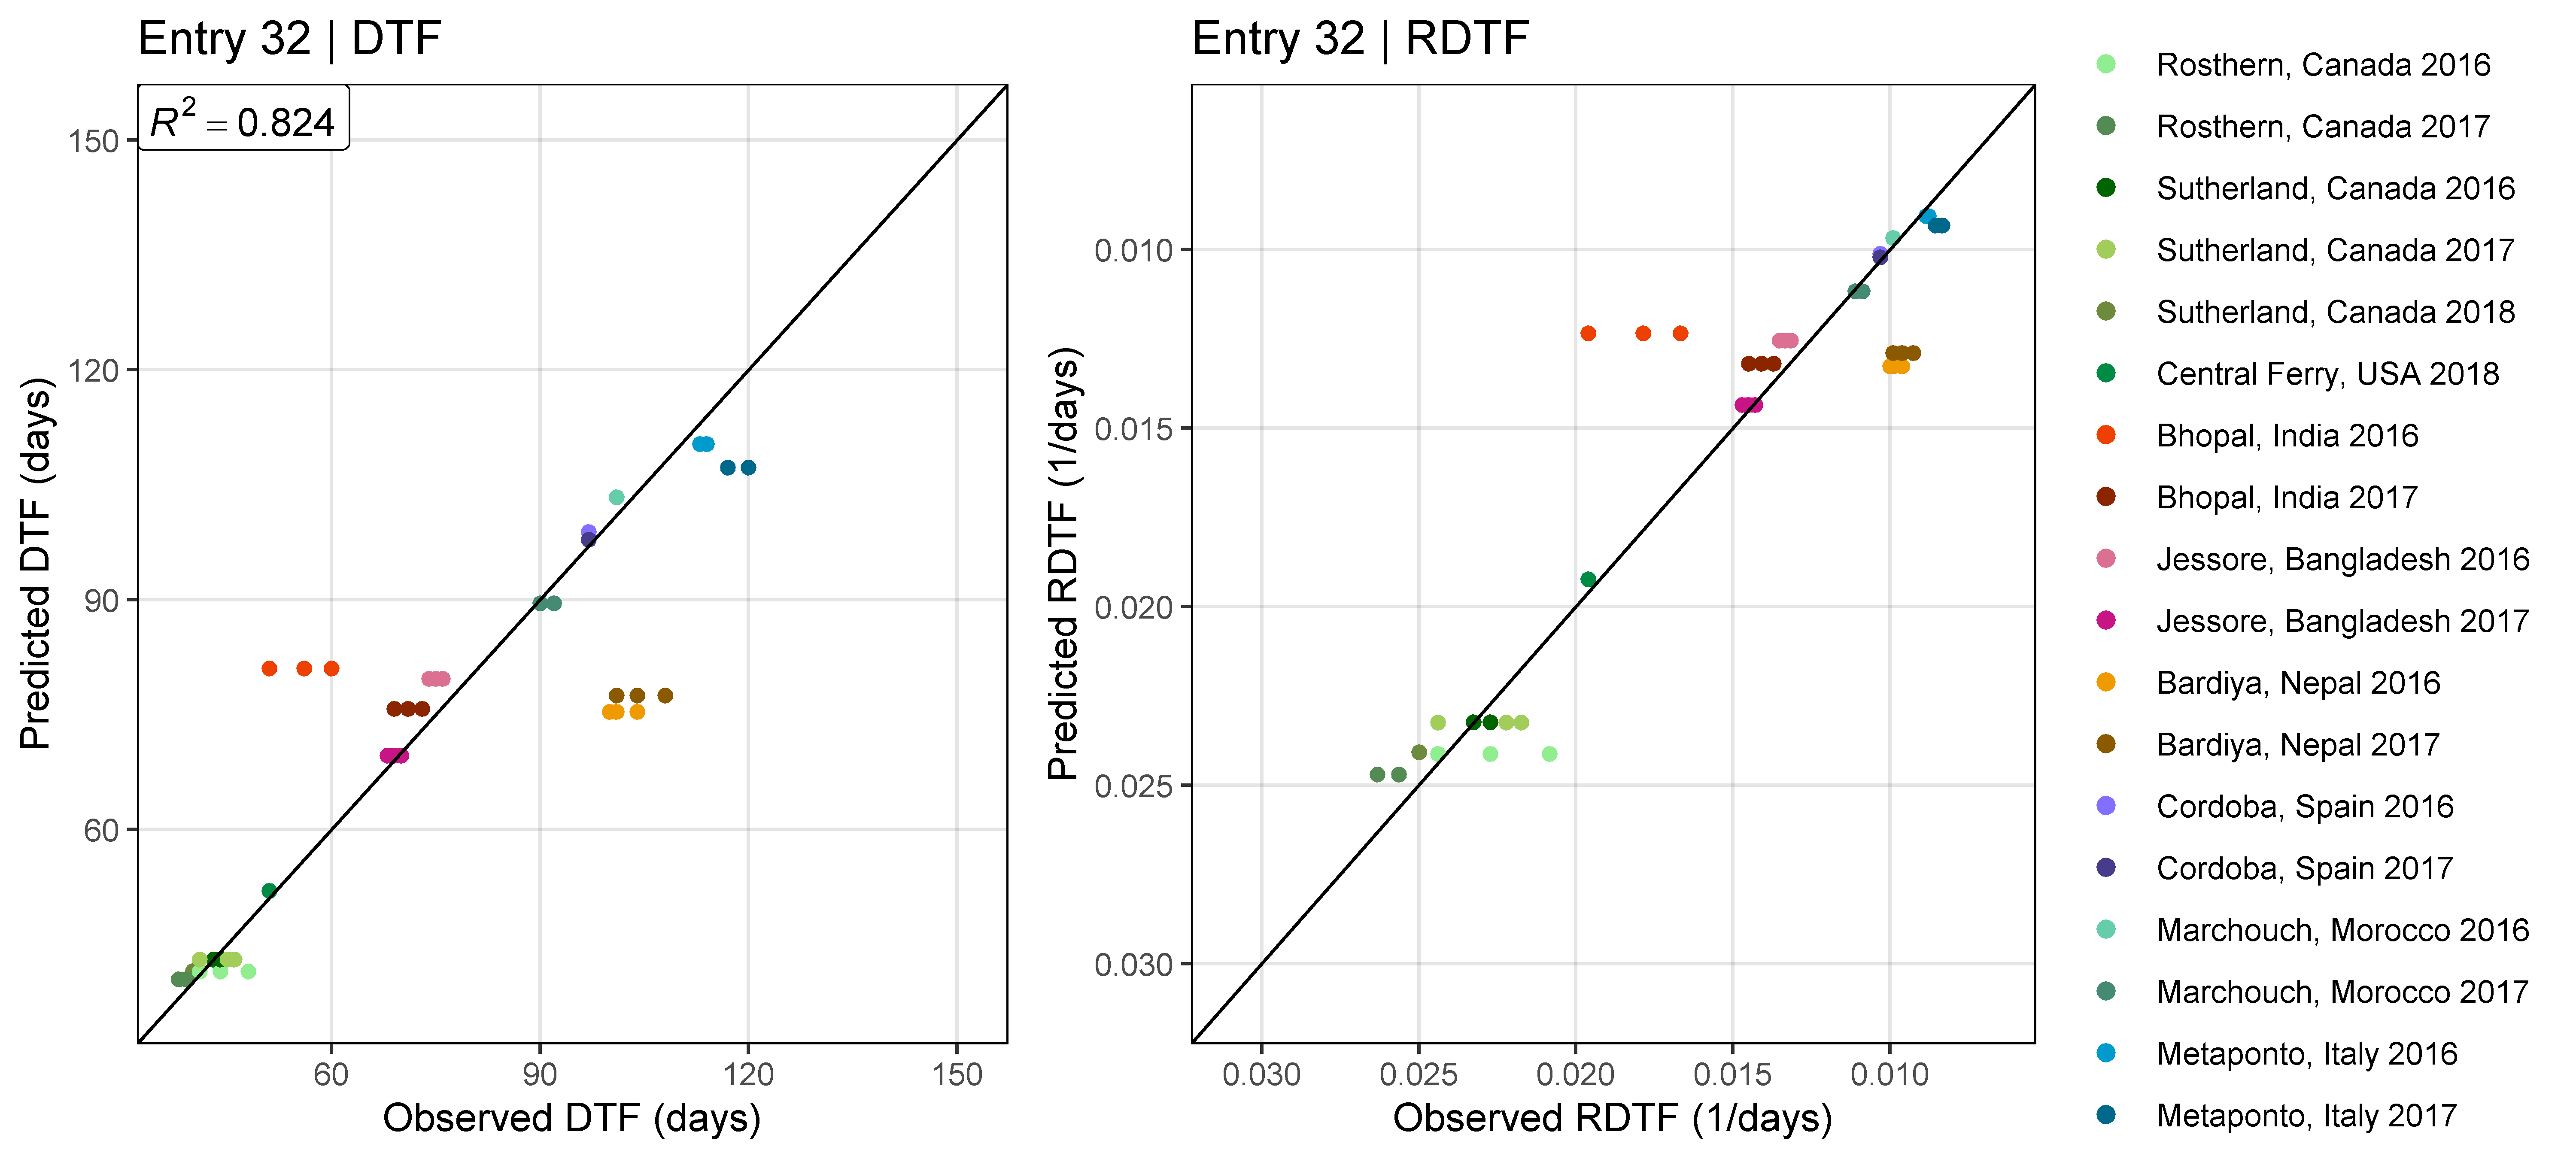 Entry 32 | DTF
R² = 0.824
150
120
90
60
Predicted DTF (days)
60 90 120 150
Observed DTF (days)
Entry 32 | RDTF
0.010
0.015
0.020
0.025
0.030
Predicted RDTF (1/days)
0.030 0.025 0.020 0.015 0.010
Observed RDTF (1/days)
Rosthern, Canada 2016
Rosthern, Canada 2017
Sutherland, Canada 2016
Sutherland, Canada 2017
Sutherland, Canada 2018
Central Ferry, USA 2018
Bhopal, India 2016
Bhopal, India 2017
Jessore, Bangladesh 2016
Jessore, Bangladesh 2017
Bardiya, Nepal 2016
Bardiya, Nepal 2017
Cordoba, Spain 2016
Cordoba, Spain 2017
Marchouch, Morocco 2016
Marchouch, Morocco 2017
Metaponto, Italy 2016
Metaponto, Italy 2017